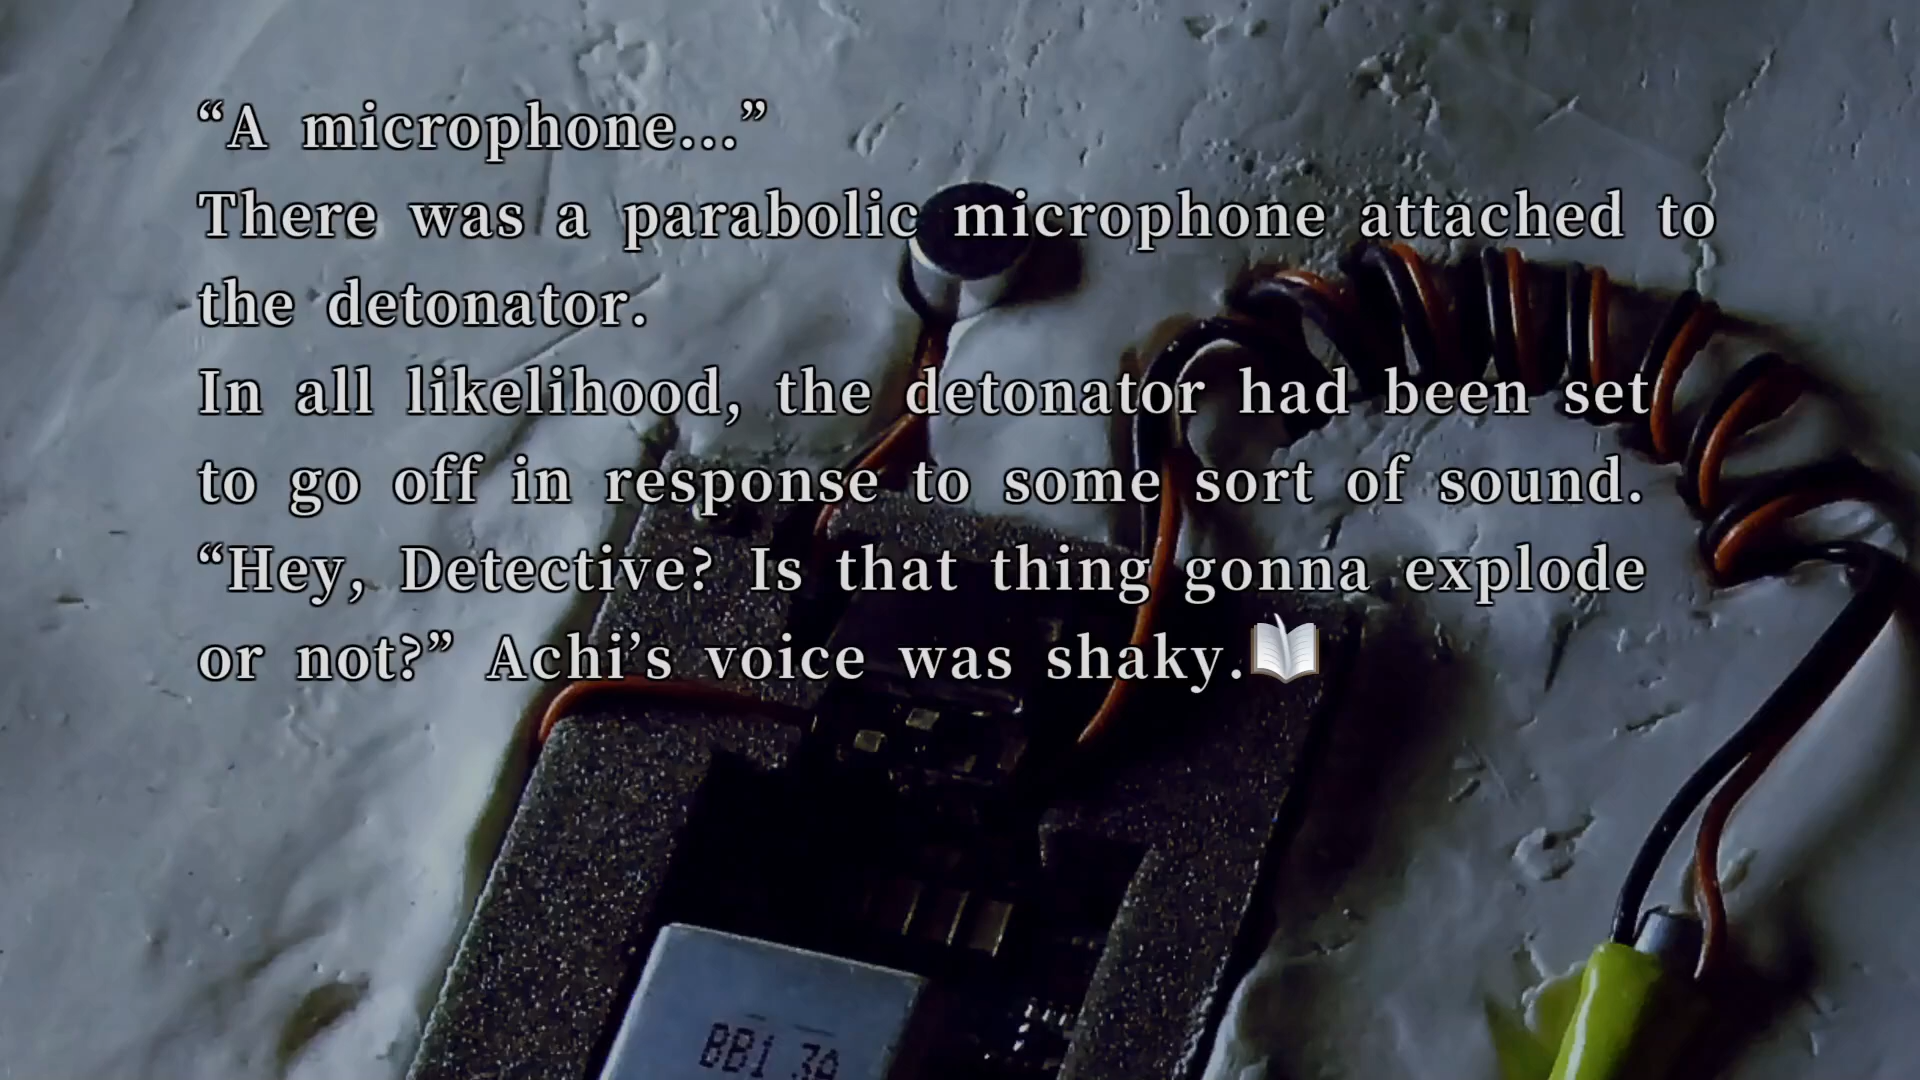 “A microphone...”
There was a parabolic microphone attached to
the detonator.
In all likelihood, the detonator had been set
to go off in response to some sort of sound.
“Hey, Detective? Is that thing gonna explode
or not?” Achi’s voice was shaky.